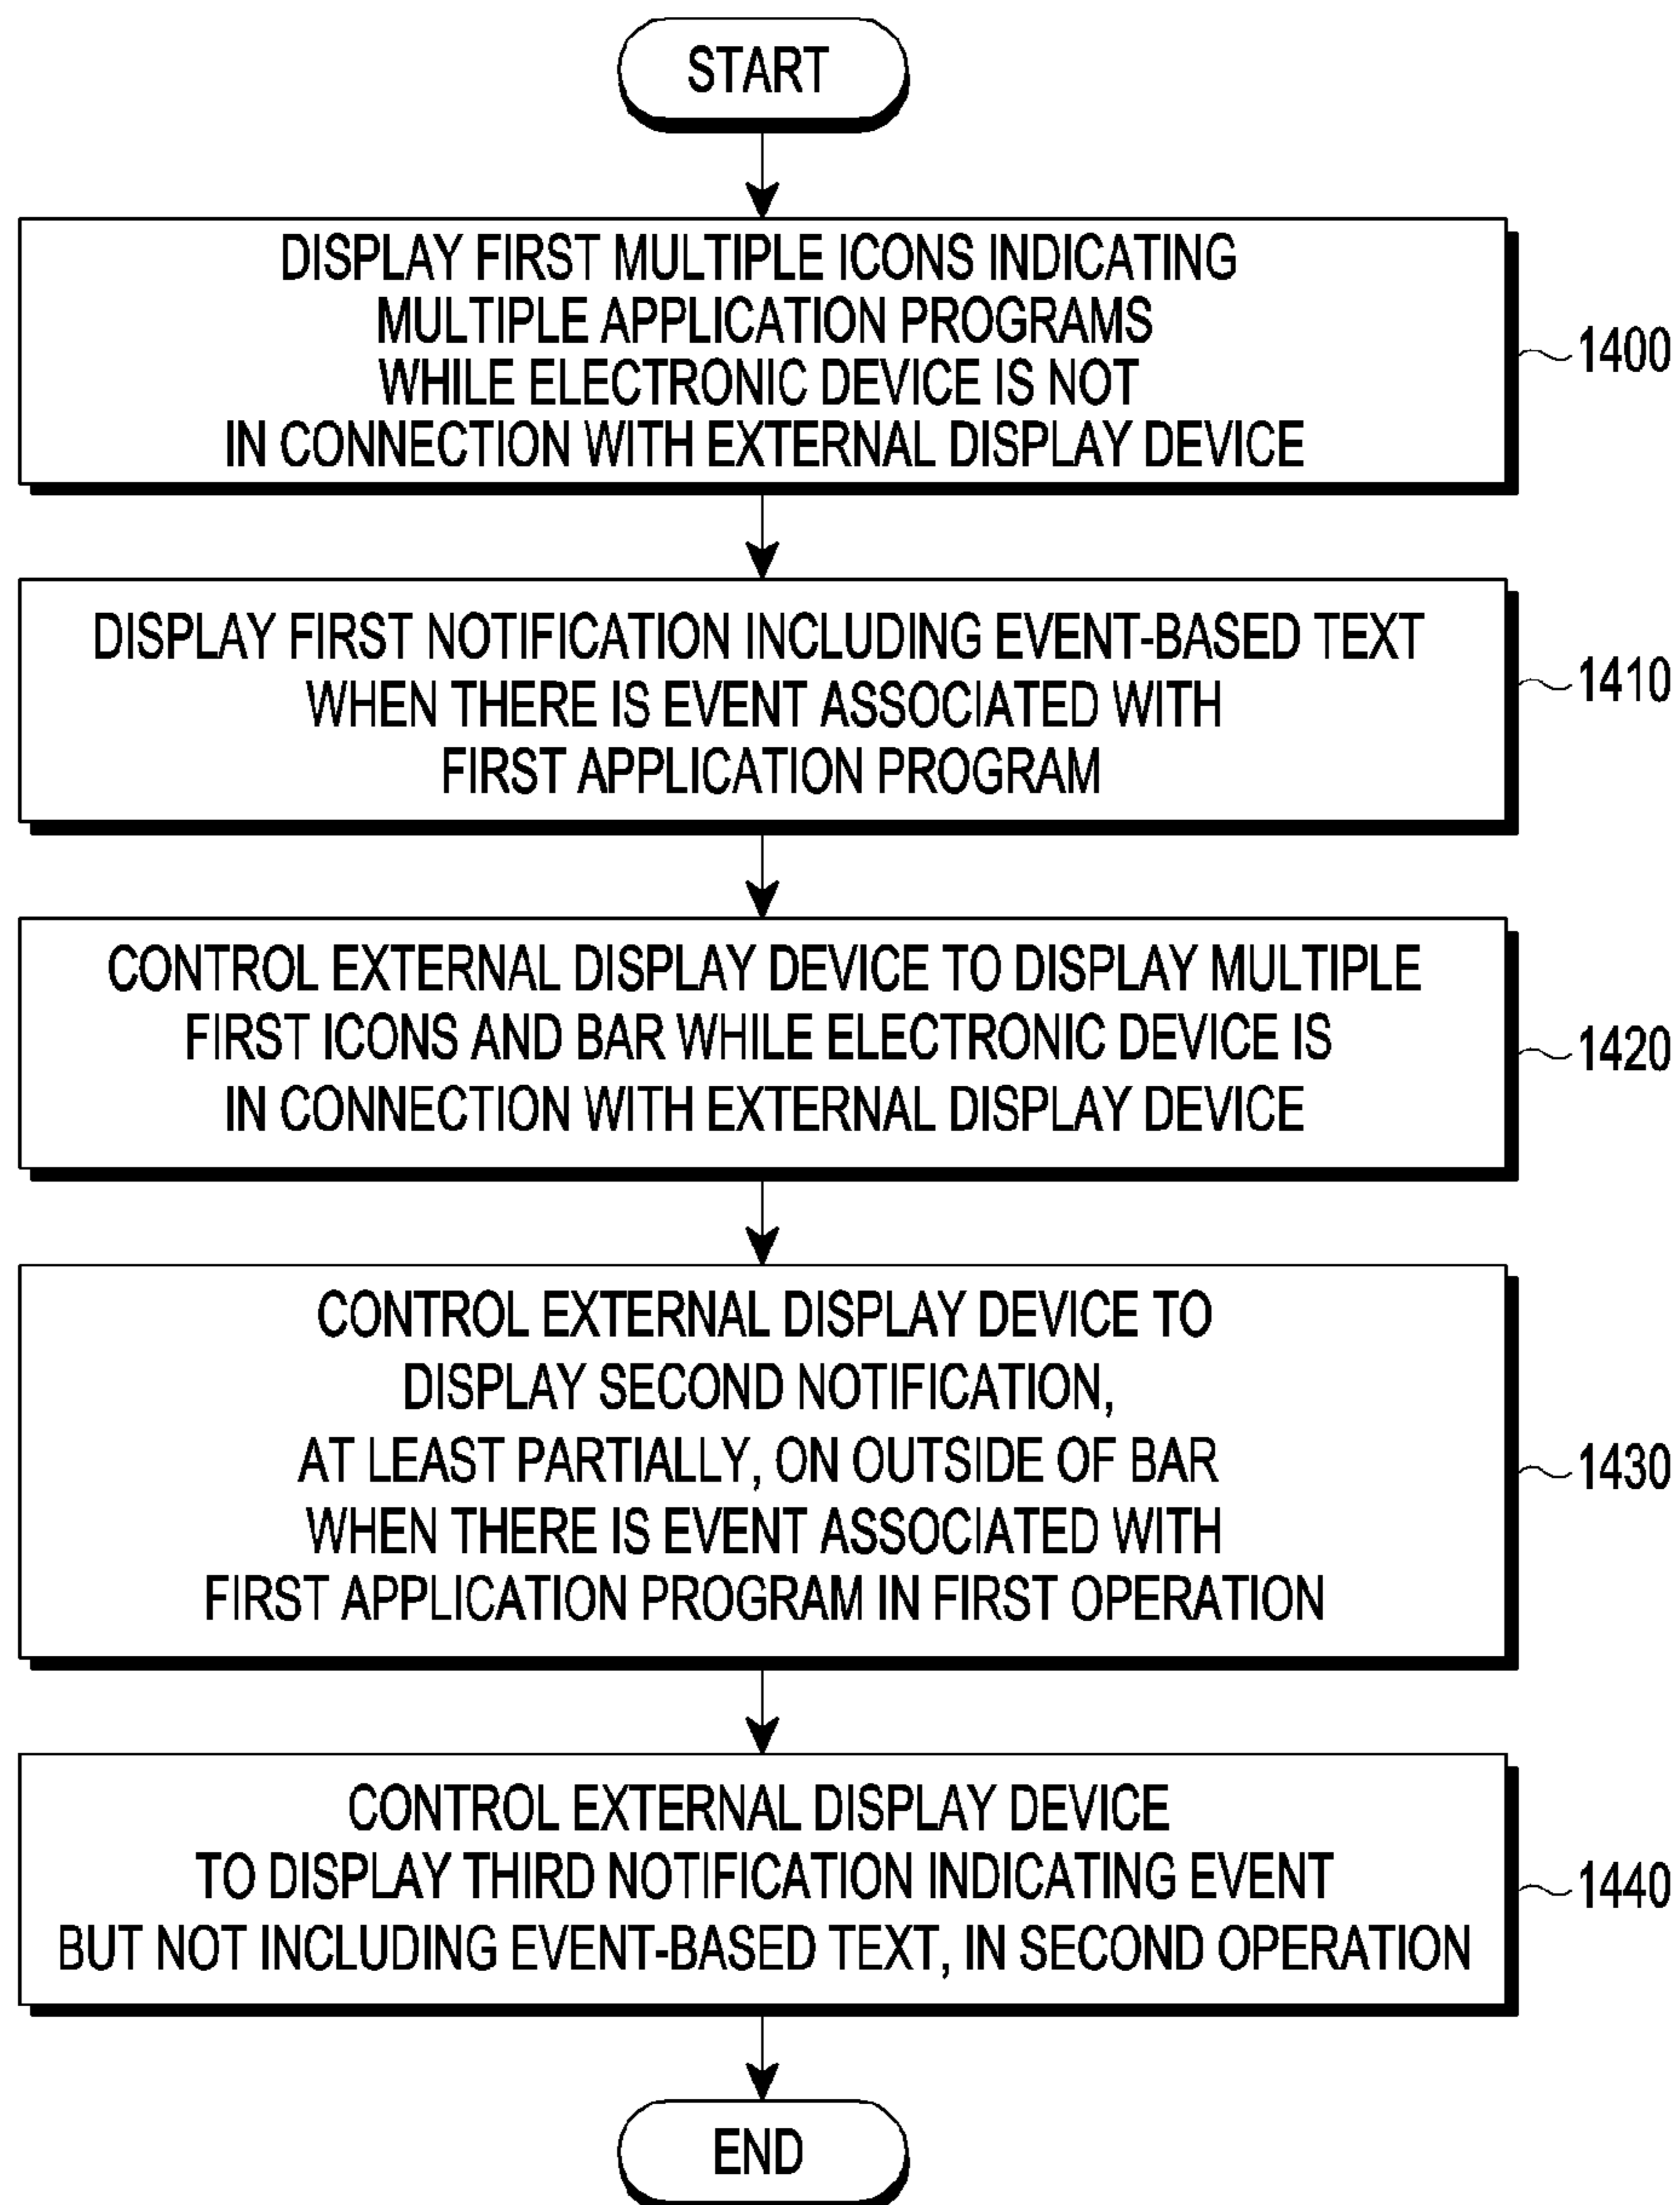 START
DISPLAY FIRST MULTIPLE ICONS INDICATING
MULTIPLE APPLICATION PROGRAMS
WHILE ELECTRONIC DEVICE IS NOT
IN CONNECTION WITH EXTERNAL DISPLAY DEVICE
1400
DISPLAY FIRST NOTIFICATION INCLUDING EVENT-BASED TEXT
WHEN THERE IS EVENT ASSOCIATED WITH
FIRST APPLICATION PROGRAM
1410
CONTROL EXTERNAL DISPLAY DEVICE TO DISPLAY MULTIPLE
FIRST ICONS AND BAR WHILE ELECTRONIC DEVICE IS
IN CONNECTION WITH EXTERNAL DISPLAY DEVICE
1420
CONTROL EXTERNAL DISPLAY DEVICE TO
DISPLAY SECOND NOTIFICATION,
AT LEAST PARTIALLY, ON OUTSIDE OF BAR
WHEN THERE IS EVENT ASSOCIATED WITH
FIRST APPLICATION PROGRAM IN FIRST OPERATION
1430
CONTROL EXTERNAL DISPLAY DEVICE
TO DISPLAY THIRD NOTIFICATION INDICATING EVENT
BUT NOT INCLUDING EVENT-BASED TEXT, IN SECOND OPERATION
1440
END